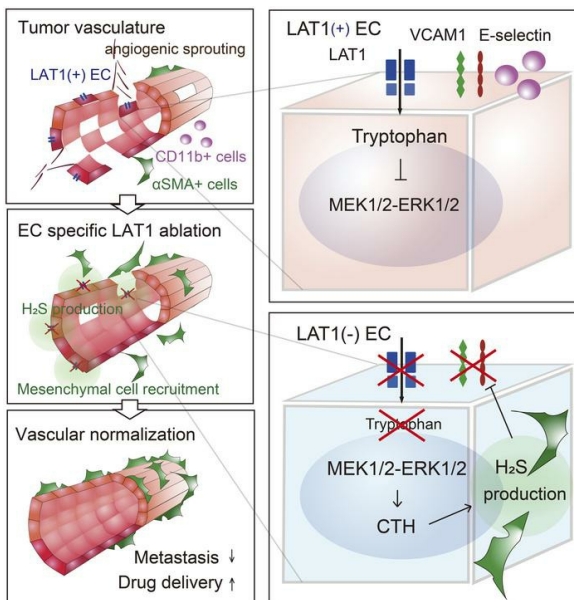 Tumor vasculature
angiogenic sprouting
LAT1(+) EC
CD11b+ cells
αSMA+ cells
EC specific LAT1 ablation
H₂S production
Mesenchymal cell recruitment
Vascular normalization
Metastasis ↓
Drug delivery ↑
LAT1(+) EC
LAT1
VCAM1
E-selectin
Tryptophan
MEK1/2-ERK1/2
LAT1(-) EC
Tryptophan
MEK1/2-ERK1/2
CTH
H₂S
production